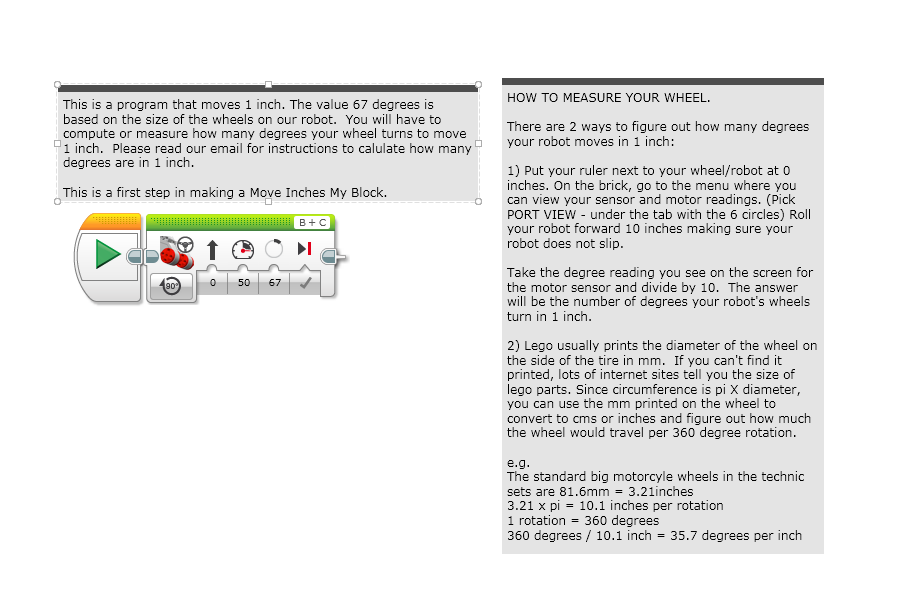 This is a program that moves 1 inch. The value 67 degrees is
based on the size of the wheels on our robot.  You will have to
compute or measure how many degrees your wheel turns to move
1 inch.  Please read our email for instructions to calulate how many
degrees are in 1 inch.
This is a first step in making a Move Inches My Block.
B + C
90°
0
50
67
HOW TO MEASURE YOUR WHEEL.
There are 2 ways to figure out how many degrees
your robot moves in 1 inch:
1) Put your ruler next to your wheel/robot at 0
inches. On the brick, go to the menu where you
can view your sensor and motor readings. (Pick
PORT VIEW - under the tab with the 6 circles) Roll
your robot forward 10 inches making sure your
robot does not slip.
Take the degree reading you see on the screen for
the motor sensor and divide by 10.  The answer
will be the number of degrees your robot's wheels
turn in 1 inch.
2) Lego usually prints the diameter of the wheel on
the side of the tire in mm.  If you can't find it
printed, lots of internet sites tell you the size of
lego parts. Since circumference is pi X diameter,
you can use the mm printed on the wheel to
convert to cms or inches and figure out how much
the wheel would travel per 360 degree rotation.
e.g.
The standard big motorcyle wheels in the technic
sets are 81.6mm = 3.21inches
3.21 x pi = 10.1 inches per rotation
1 rotation = 360 degrees
360 degrees / 10.1 inch = 35.7 degrees per inch